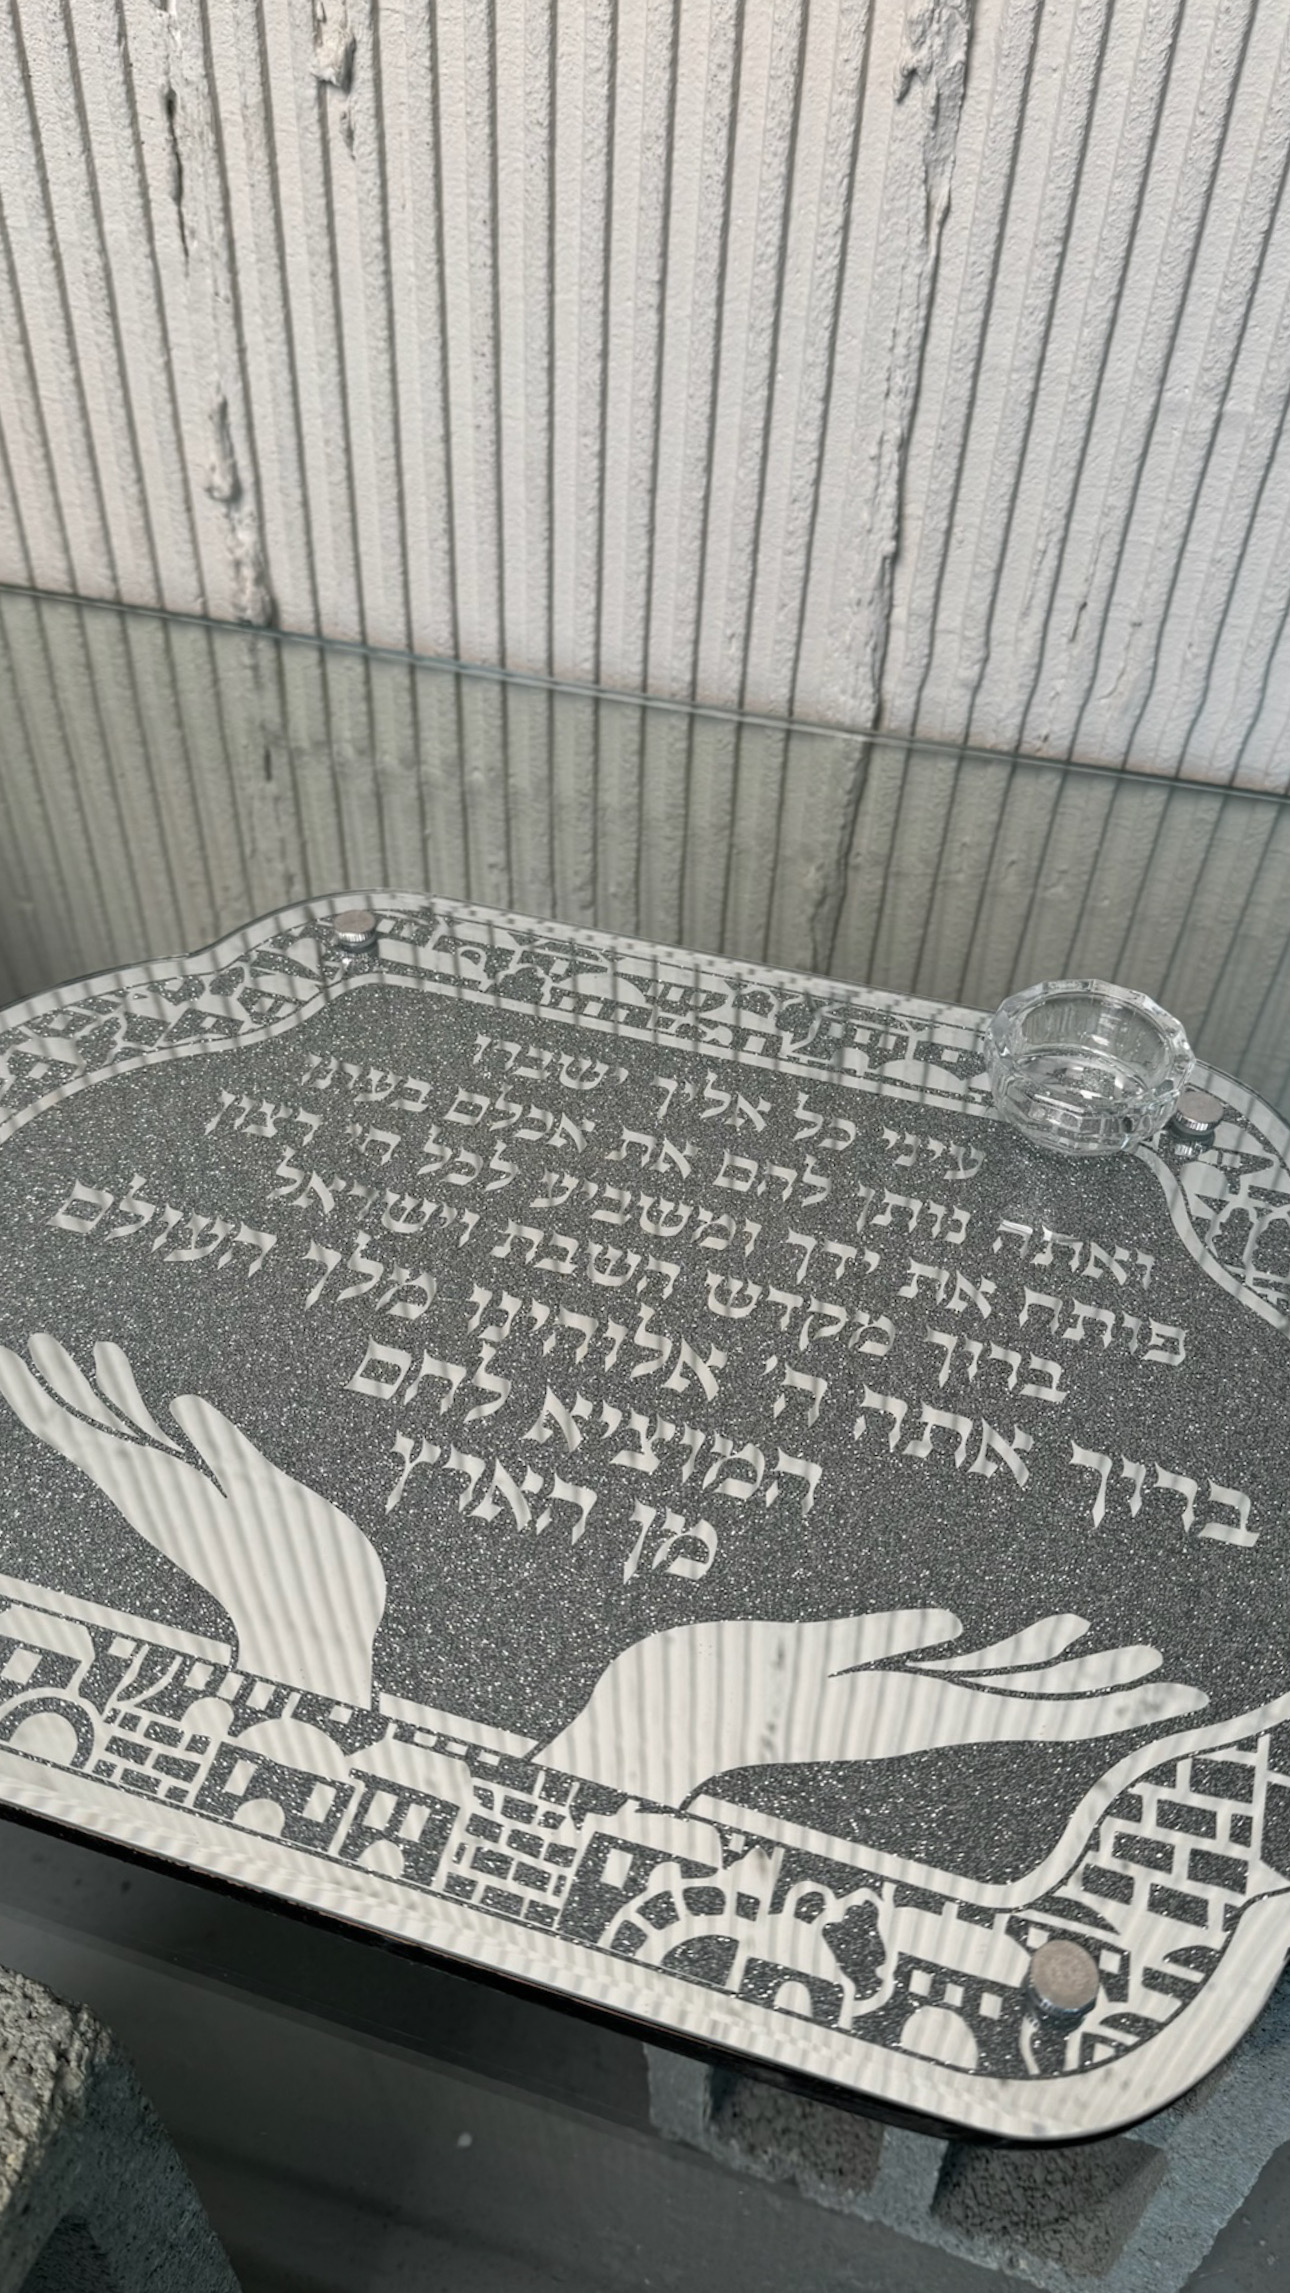 עיני כל אליך ישברו
ואתה נותן להם את אכלם בעיתו
פותח את ידך ומשביע לכל חי רצון
ברוך מקדש השבת וישראל
ברוך אתה ה' אלוהינו מלך העולם
המוציא לחם
מן הארץ